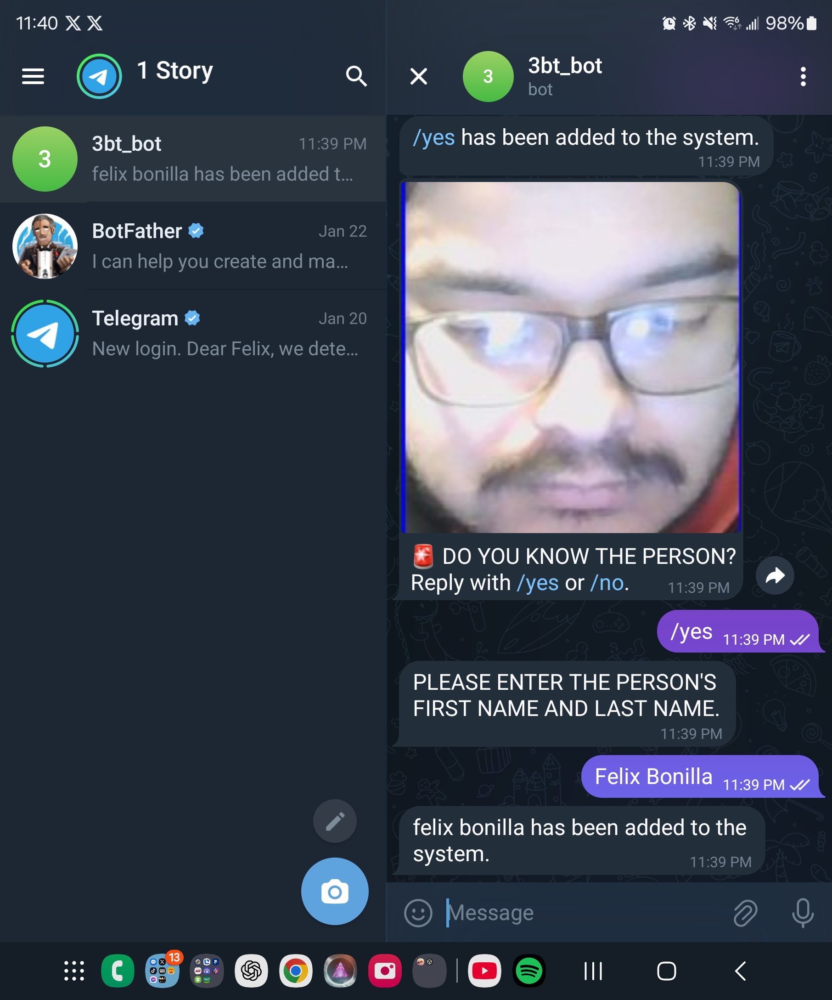 11:40
98%
1 Story
3bt_bot 11:39 PM
felix bonilla has been added t...
BotFather Jan 22
I can help you create and ma...
Telegram Jan 20
New login. Dear Felix, we dete...
3
3
3bt_bot
bot
/yes has been added to the system.
11:39 PM
🚨 DO YOU KNOW THE PERSON?
Reply with /yes or /no. 11:39 PM
/yes 11:39 PM
PLEASE ENTER THE PERSON'S
FIRST NAME AND LAST NAME.
11:39 PM
Felix Bonilla 11:39 PM
felix bonilla has been added to the
system. 11:39 PM
Message
13